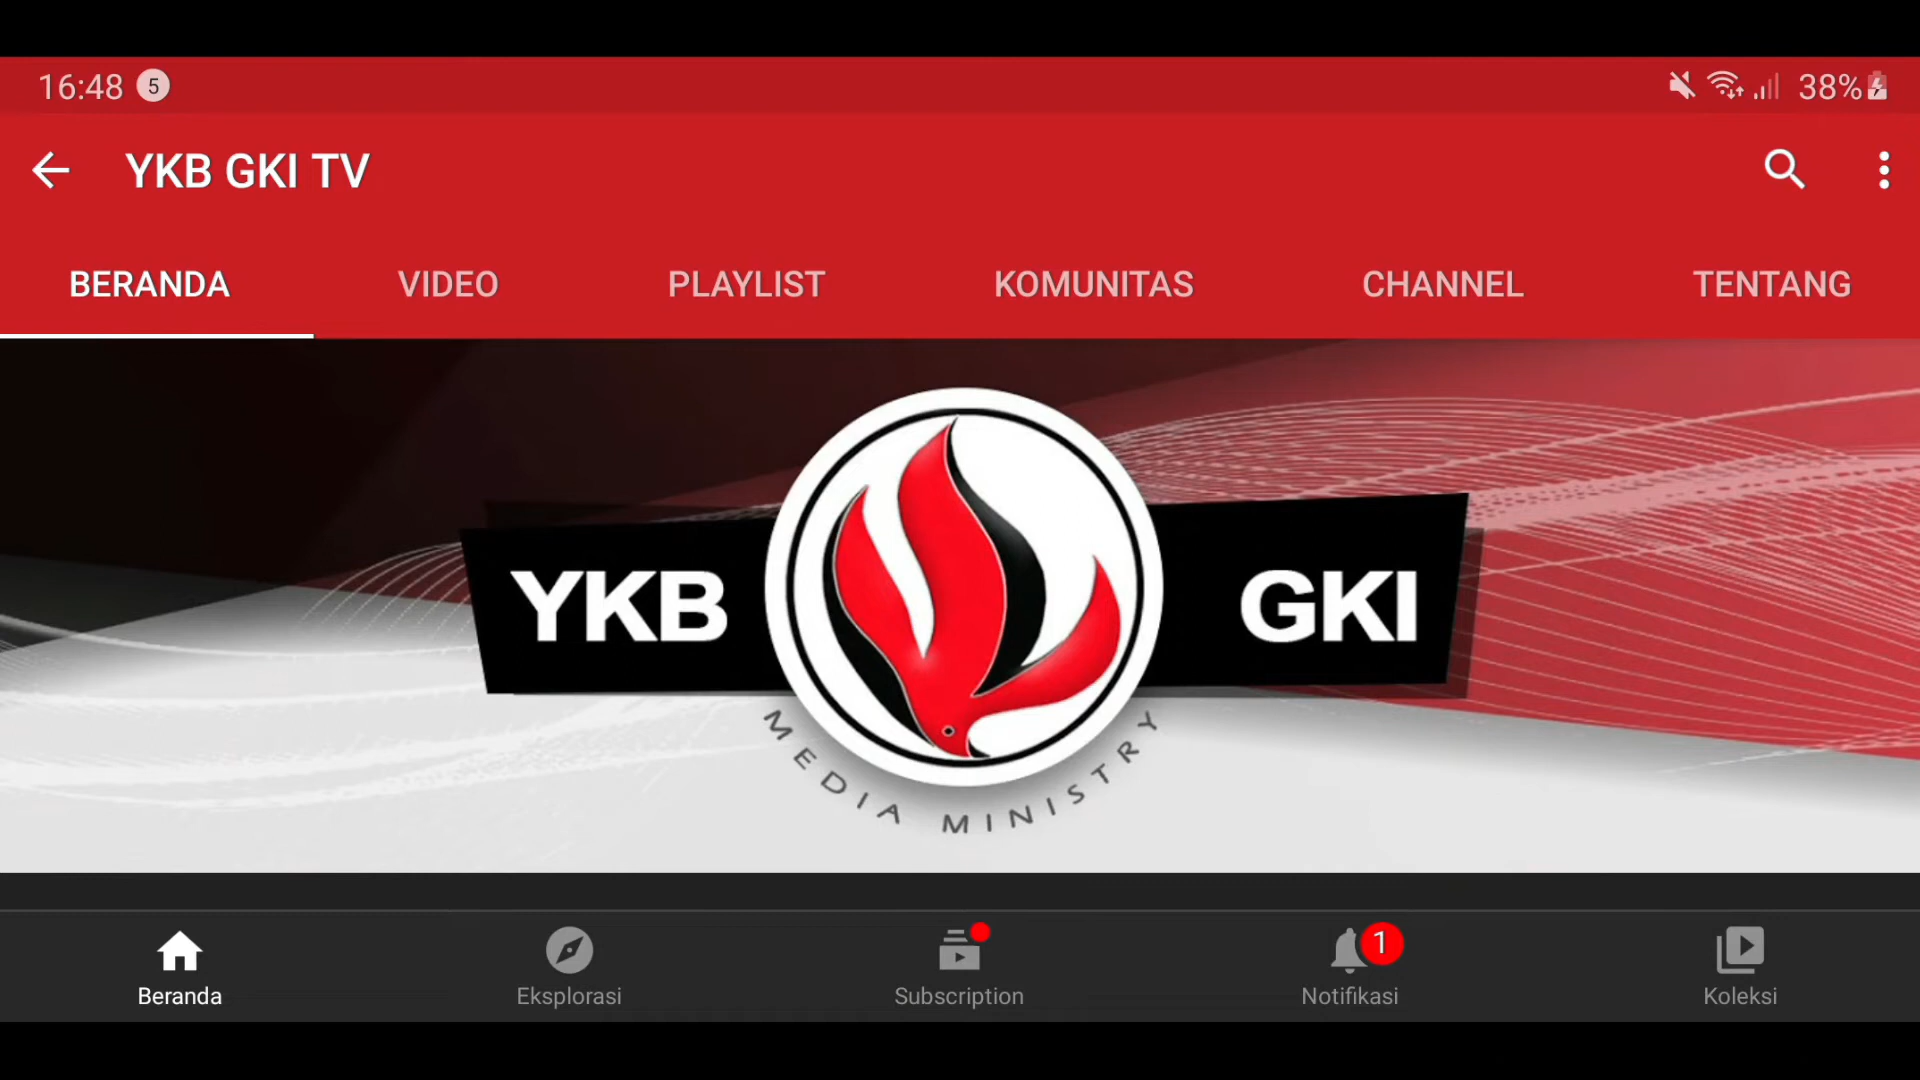 16:48 5 38%
YKB GKI TV
BERANDA VIDEO PLAYLIST KOMUNITAS CHANNEL TENTANG
YKB GKI
MEDIA MINISTRY
1
Beranda Eksplorasi Subscription Notifikasi Koleksi